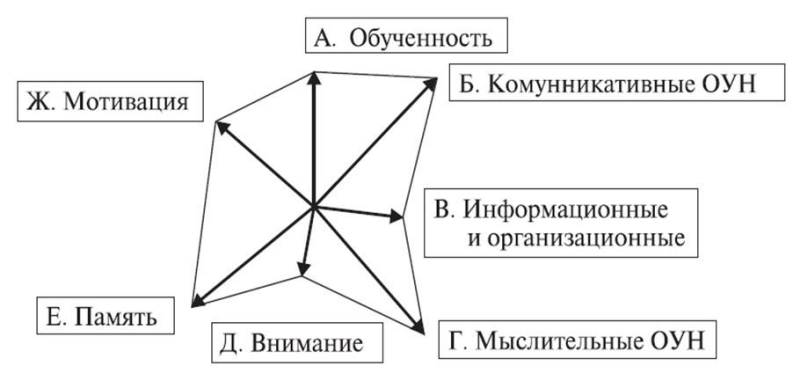 А. Обученность
Б. Комунникативные ОУН
Ж. Мотивация
В. Информационные
и организационные
Е. Память
Д. Внимание
Г. Мыслительные ОУН